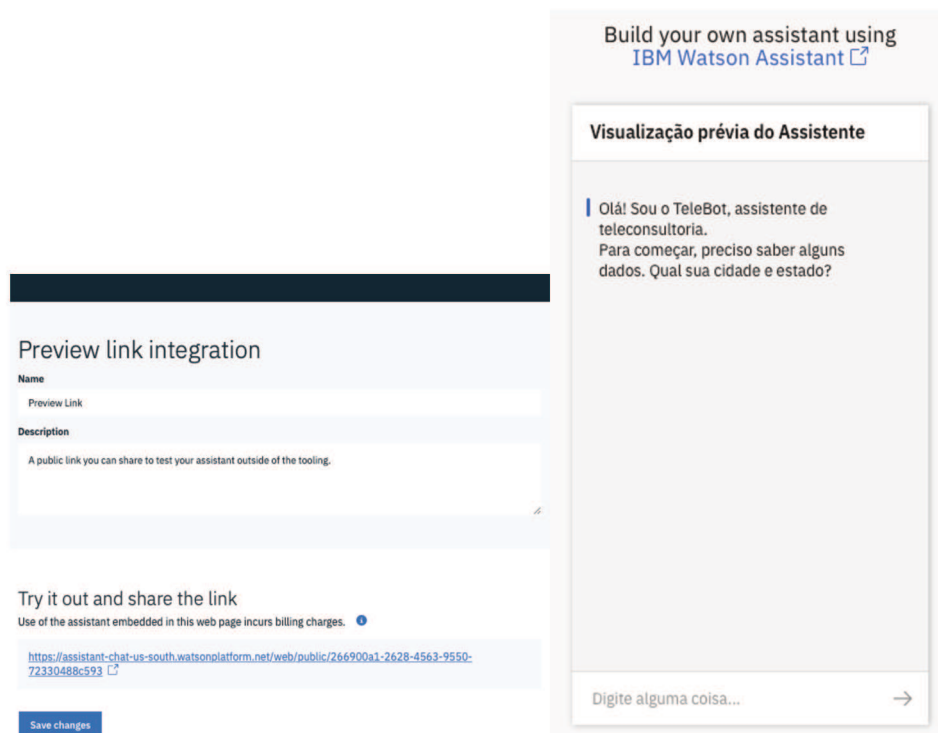 Preview link integration
Name
Preview Link
Description
A public link you can share to test your assistant outside of the tooling.
Try it out and share the link
Use of the assistant embedded in this web page incurs billing charges.
https://assistant-chat-us-south.watsonplatform.net/web/public/266900a1-2628-4563-9550-
72330488c593
Save changes
Build your own assistant using
IBM Watson Assistant
Visualização prévia do Assistente
Olá! Sou o TeleBot, assistente de
teleconsultoria.
Para começar, preciso saber alguns
dados. Qual sua cidade e estado?
Digite alguma coisa...